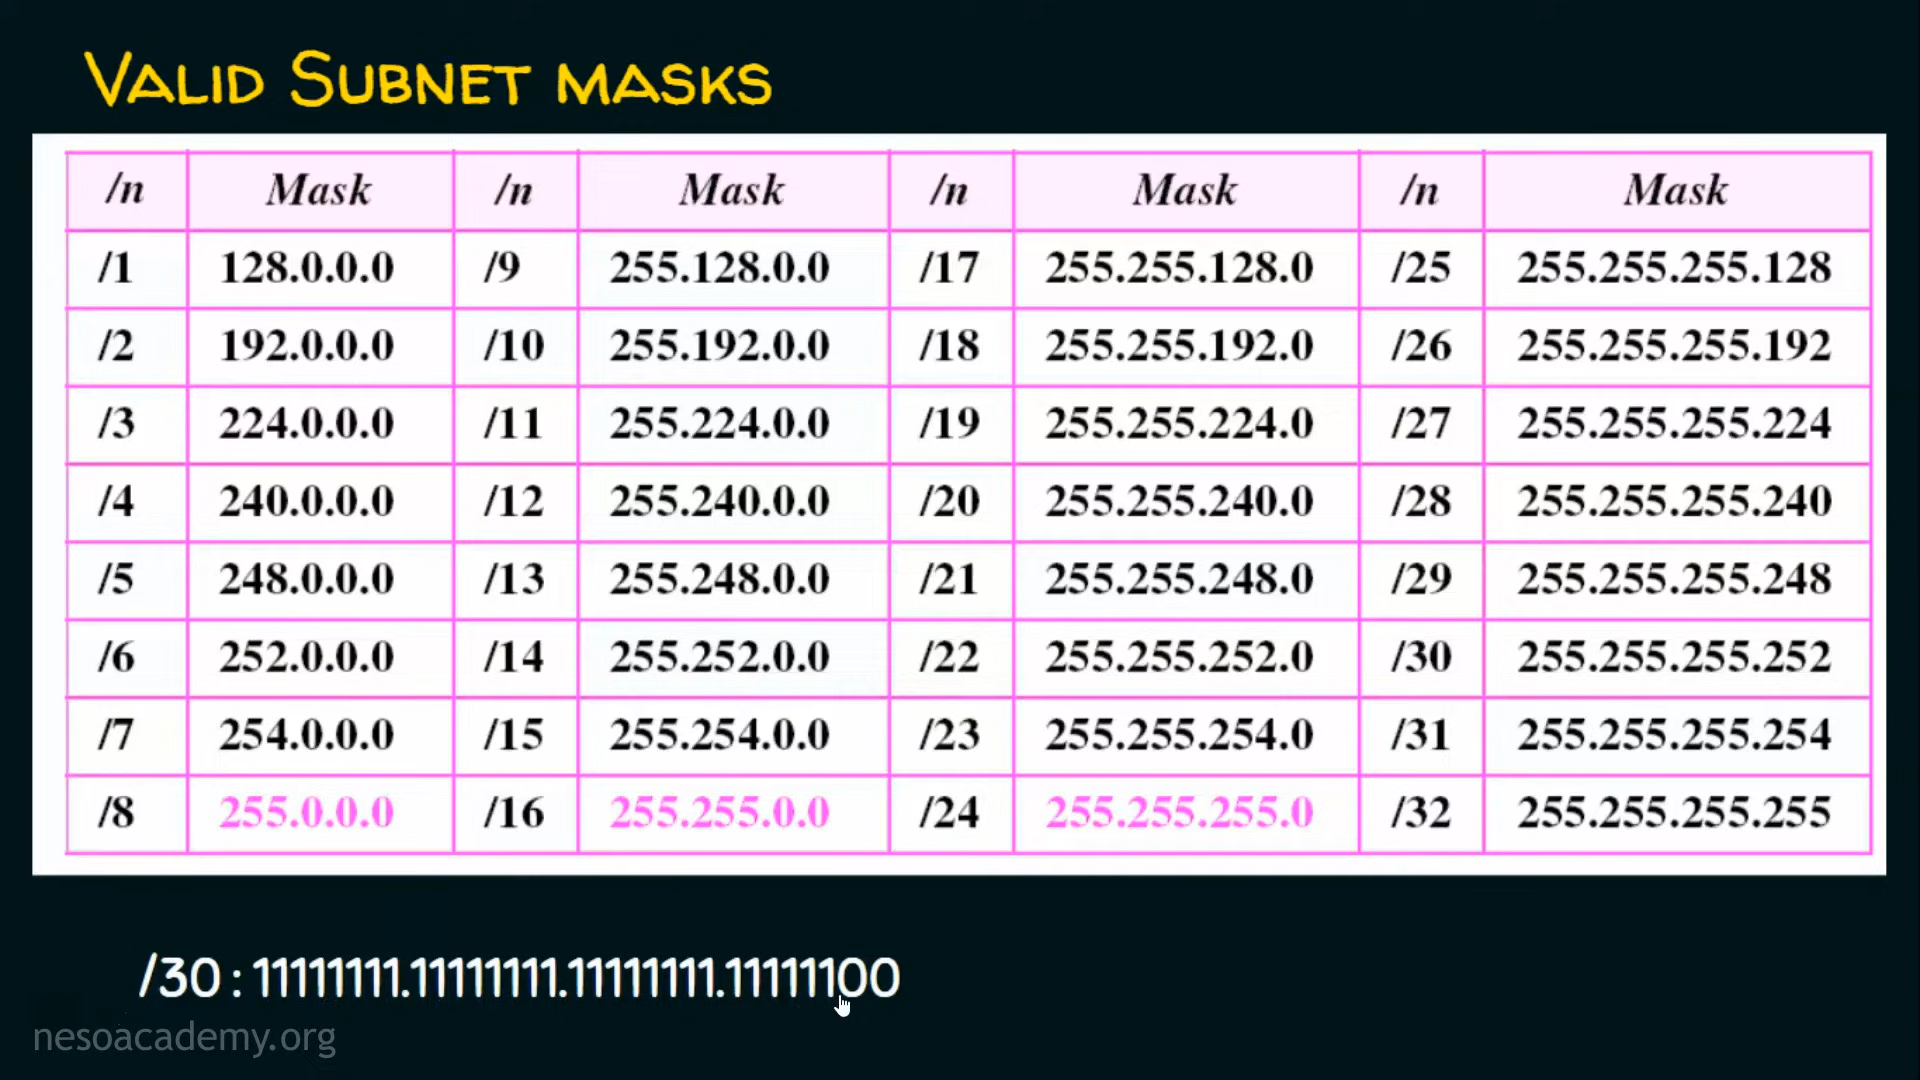 VALID SUBNET MASKS
/n Mask /n Mask /n Mask /n Mask
/1 128.0.0.0 /9 255.128.0.0 /17 255.255.128.0 /25 255.255.255.128
/2 192.0.0.0 /10 255.192.0.0 /18 255.255.192.0 /26 255.255.255.192
/3 224.0.0.0 /11 255.224.0.0 /19 255.255.224.0 /27 255.255.255.224
/4 240.0.0.0 /12 255.240.0.0 /20 255.255.240.0 /28 255.255.255.240
/5 248.0.0.0 /13 255.248.0.0 /21 255.255.248.0 /29 255.255.255.248
/6 252.0.0.0 /14 255.252.0.0 /22 255.255.252.0 /30 255.255.255.252
/7 254.0.0.0 /15 255.254.0.0 /23 255.255.254.0 /31 255.255.255.254
/8 255.0.0.0 /16 255.255.0.0 /24 255.255.255.0 /32 255.255.255.255
/30 : 11111111.11111111.11111111.11111100
nesoacademy.org